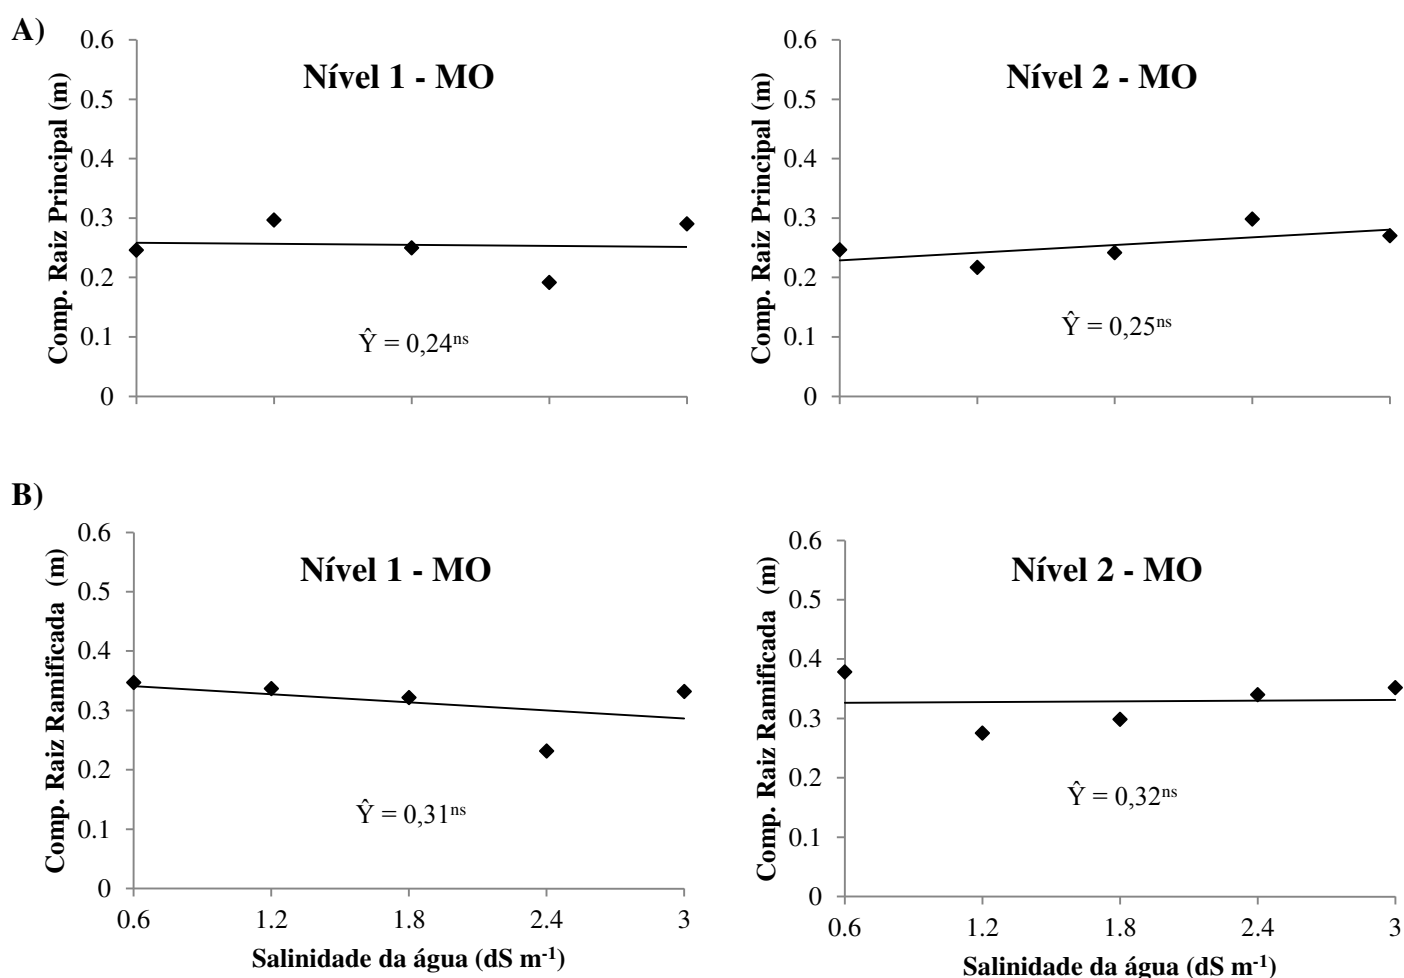 A)
Nível 1 - MO
Comp. Raiz Principal (m)
0.6
0.5
0.4
0.3
0.2
0.1
0
Ŷ = 0,24ns
Nível 2 - MO
Comp. Raiz Principal (m)
0.6
0.5
0.4
0.3
0.2
0.1
0
Ŷ = 0,25ns
B)
Nível 1 - MO
Comp. Raiz Ramificada (m)
0.6
0.5
0.4
0.3
0.2
0.1
0
Ŷ = 0,31ns
0.6 1.2 1.8 2.4 3
Salinidade da água (dS m-1)
Nível 2 - MO
Comp. Raiz Ramificada (m)
0.6
0.5
0.4
0.3
0.2
0.1
0
Ŷ = 0,32ns
0.6 1.2 1.8 2.4 3
Salinidade da água (dS m-1)